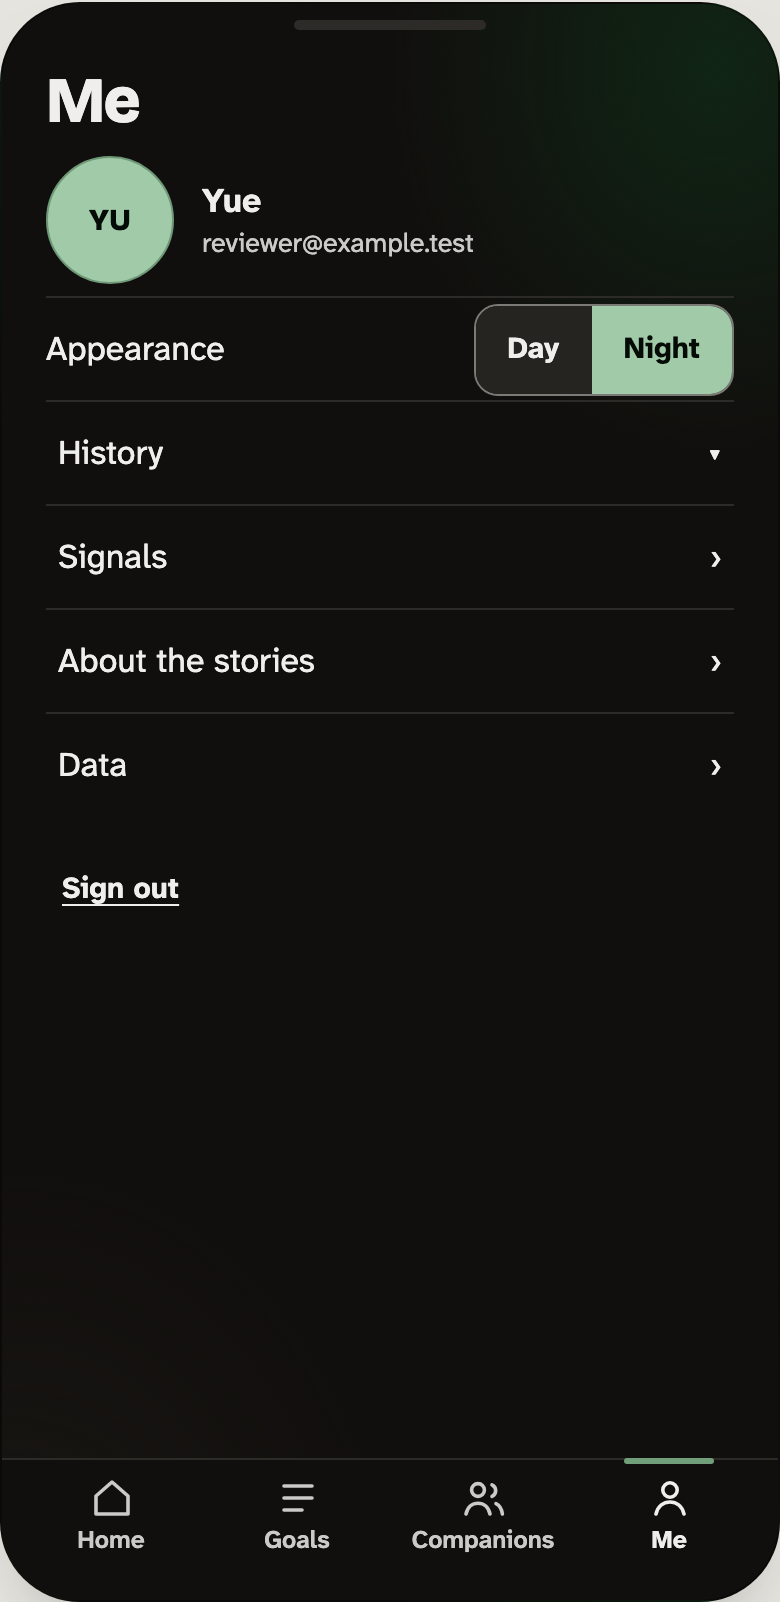 Me
YU
Yue
reviewer@example.test
Appearance
Day
Night
History
Signals
About the stories
Data
Sign out
Home
Goals
Companions
Me